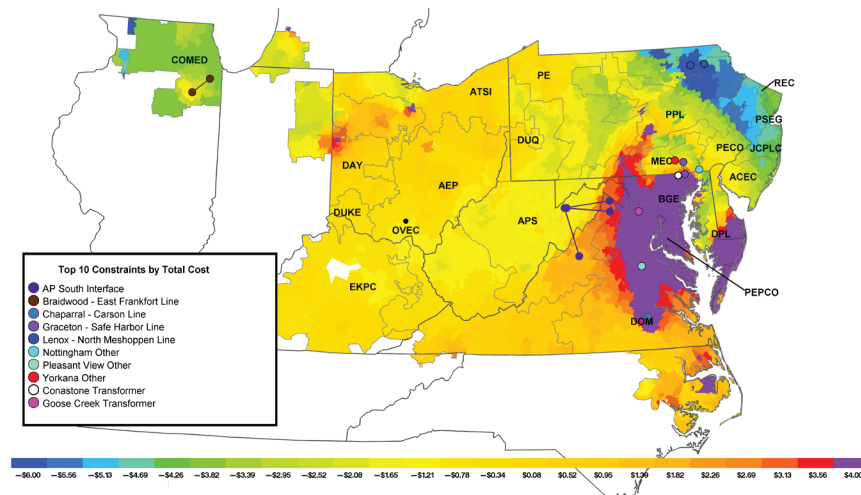 COMED
PE
ATSI
REC
PPL
PSEG
DUQ
PECO
JCPLC
MEC
DAY
ACEC
AEP
BGE
DUKE
APS
DPL
OVEC
Top 10 Constraints by Total Cost
AP South Interface
Braidwood - East Frankfort Line
Chaparral - Carson Line
Graceton - Safe Harbor Line
Lenox - North Meshoppen Line
Nottingham Other
Pleasant View Other
Yorkana Other
Conastone Transformer
Goose Creek Transformer
EKPC
PEPCO
DOM
–$6.00 –$5.56 –$5.13 –$4.69 –$4.26 –$3.82 –$3.39 –$2.95 –$2.52 –$2.08 –$1.65 –$1.21 –$0.78 –$0.34 $0.08 $0.52 $0.95 $1.39 $1.82 $2.26 $2.69 $3.13 $3.56 $4.00